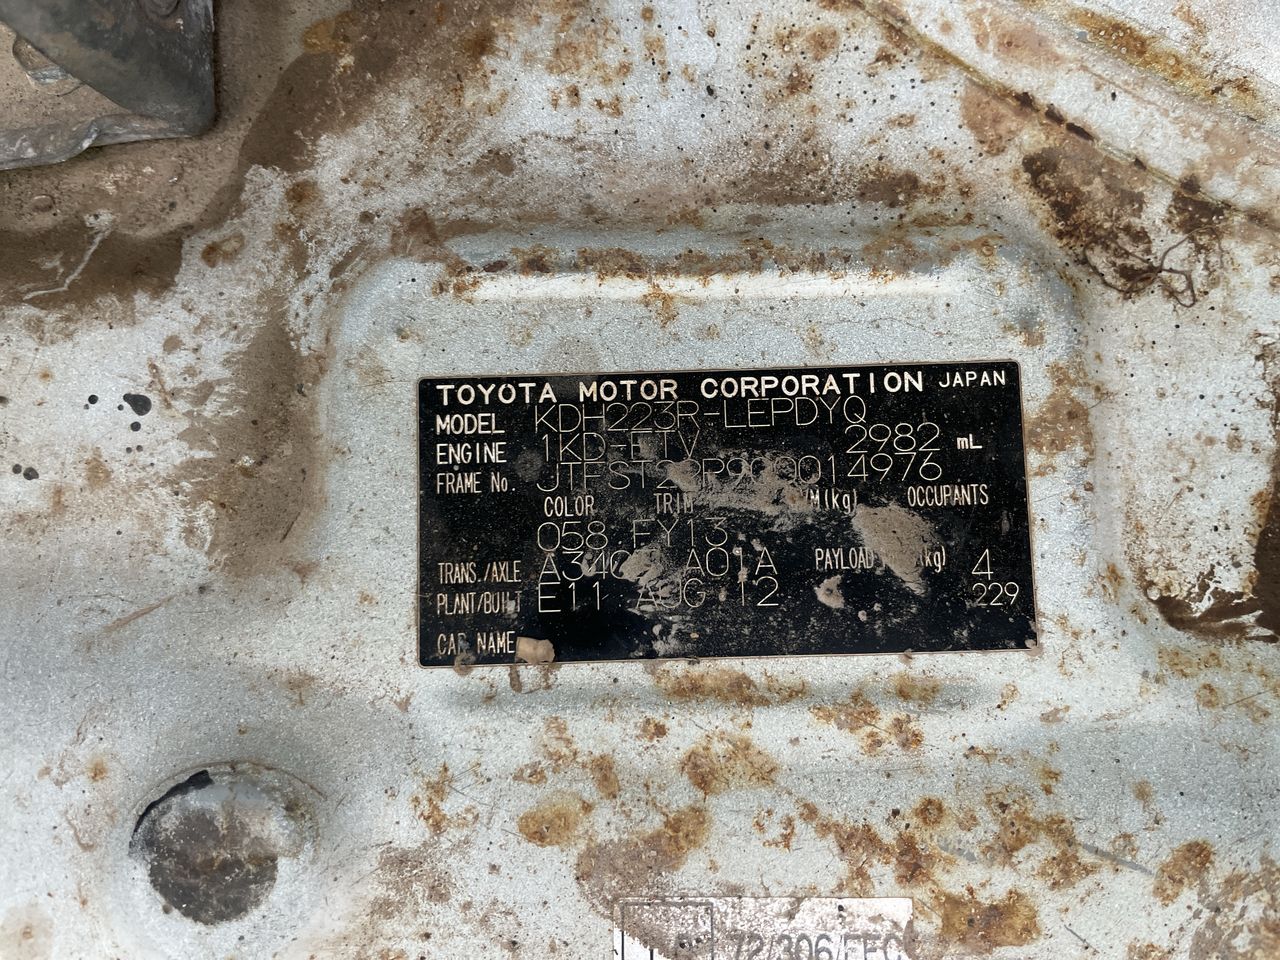 TOYOTA MOTOR CORPORATION JAPAN
MODEL KDH223R-LEPDYQ
ENGINE 1KD-FTV 2982 mL
FRAME No.
COLOR TRIM OCCUPANTS
058 FY13
TRANS./AXLE A01A PAYLOAD 4
PLANT/BUILT E11 AUG 12 229
CAR NAME